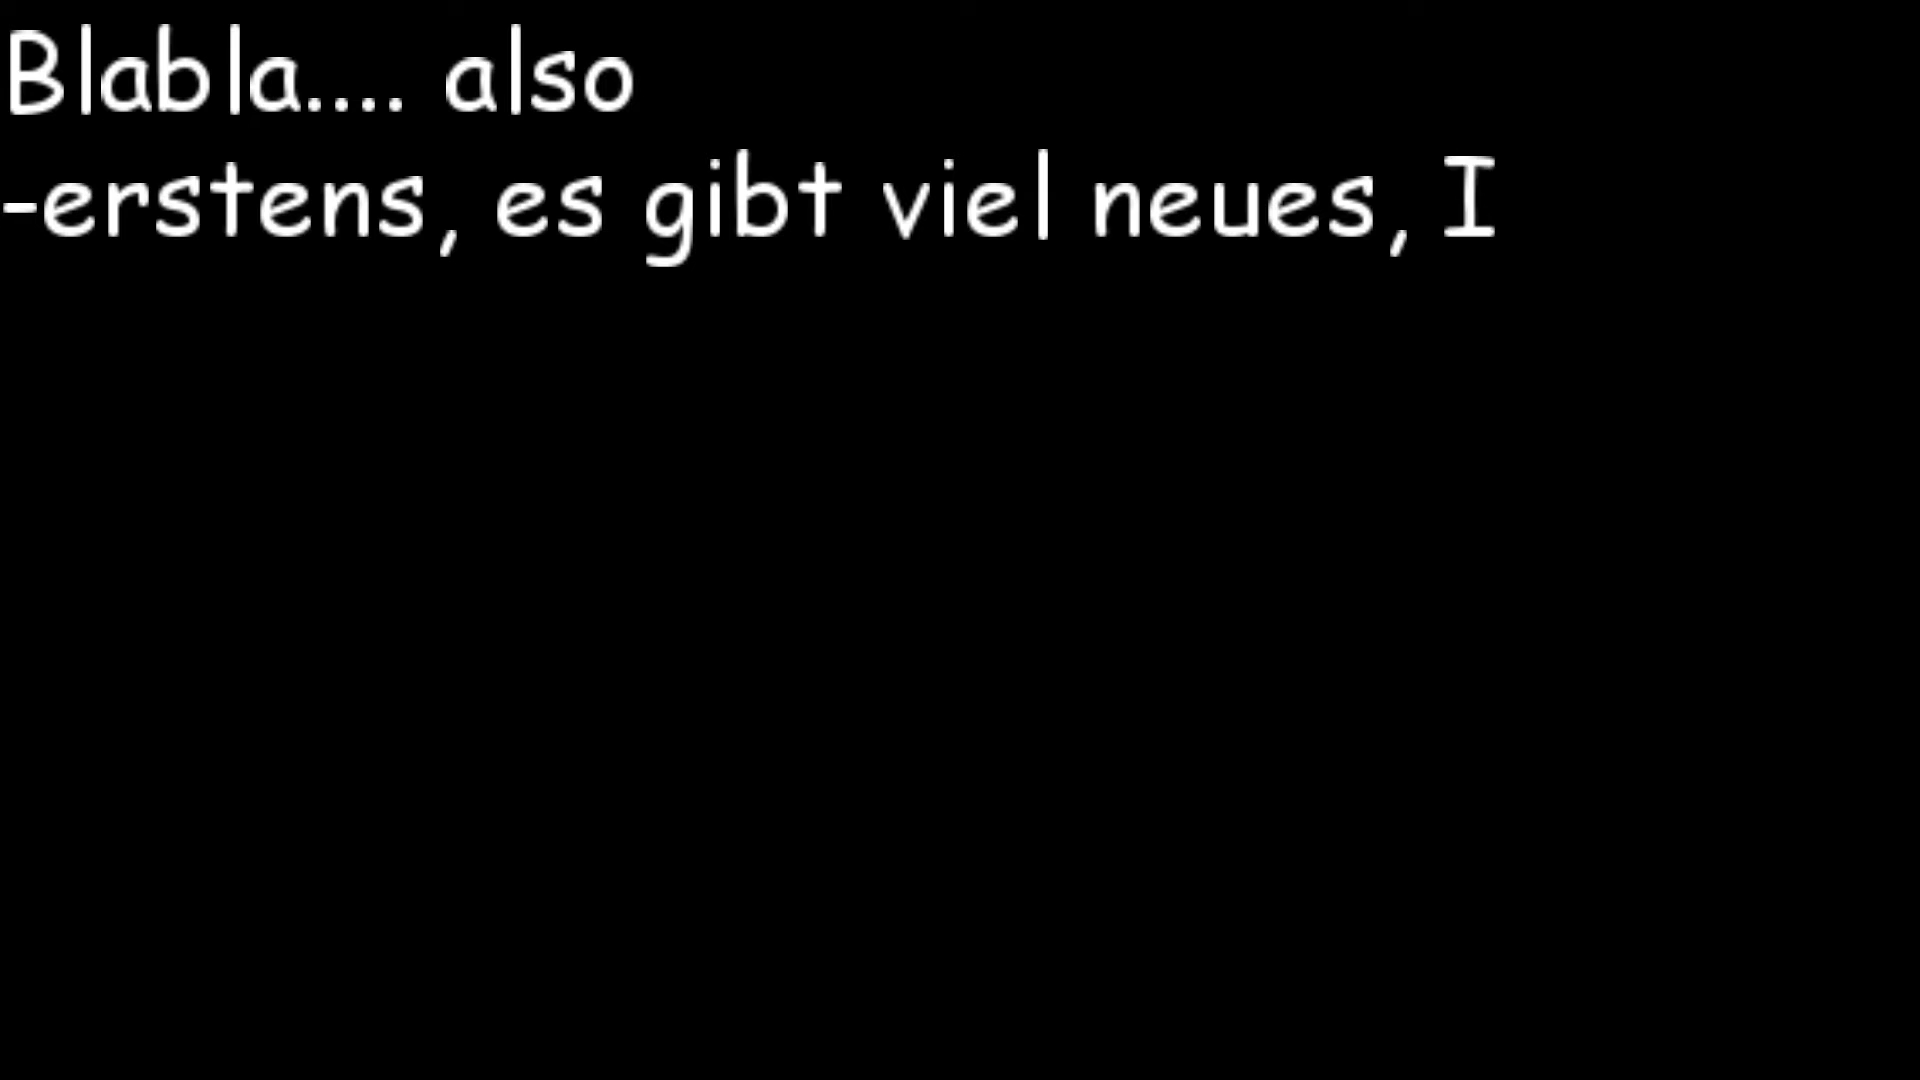 Blabla.... also
-erstens, es gibt viel neues, I